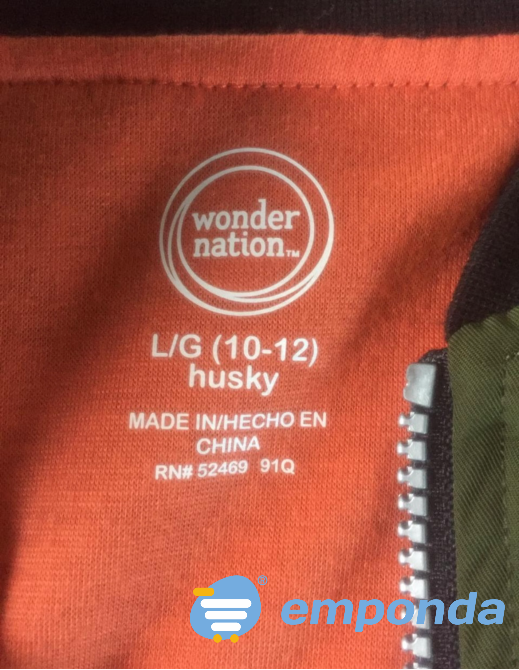 wonder
nation™
L/G (10-12)
husky
MADE IN/HECHO EN
CHINA
RN# 52469 91Q
emponda